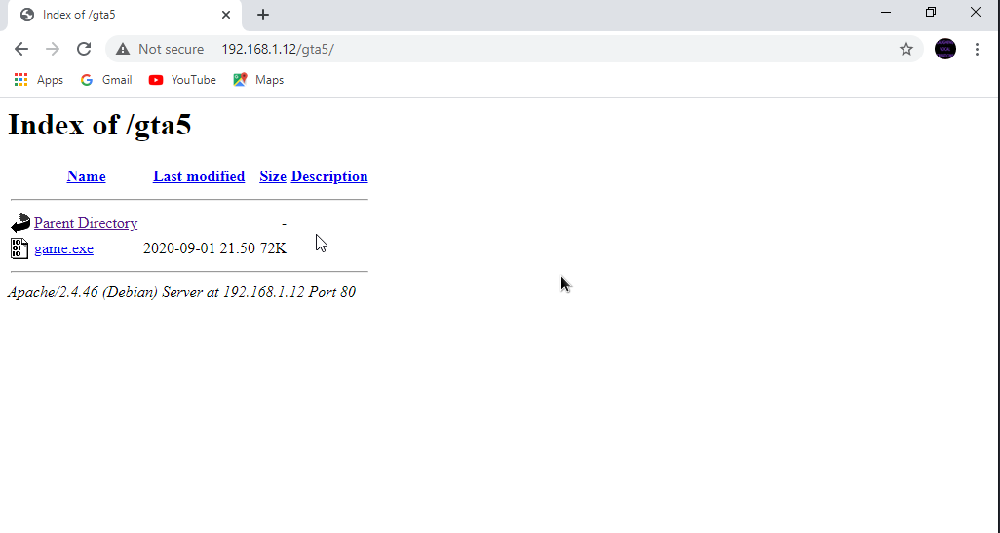 Index of /gta5
Not secure 192.168.1.12/gta5/
Apps Gmail YouTube Maps
Index of /gta5
Name Last modified Size Description
Parent Directory -
game.exe 2020-09-01 21:50 72K
Apache/2.4.46 (Debian) Server at 192.168.1.12 Port 80